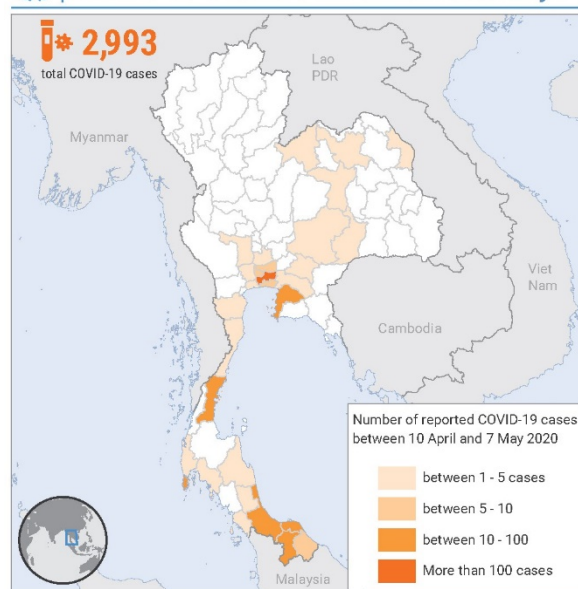 2,993
total COVID-19 cases
Lao
PDR
Myanmar
Viet
Nam
Cambodia
Number of reported COVID-19 cases
between 10 April and 7 May 2020
between 1 - 5 cases
between 5 - 10
between 10 - 100
More than 100 cases
Malaysia